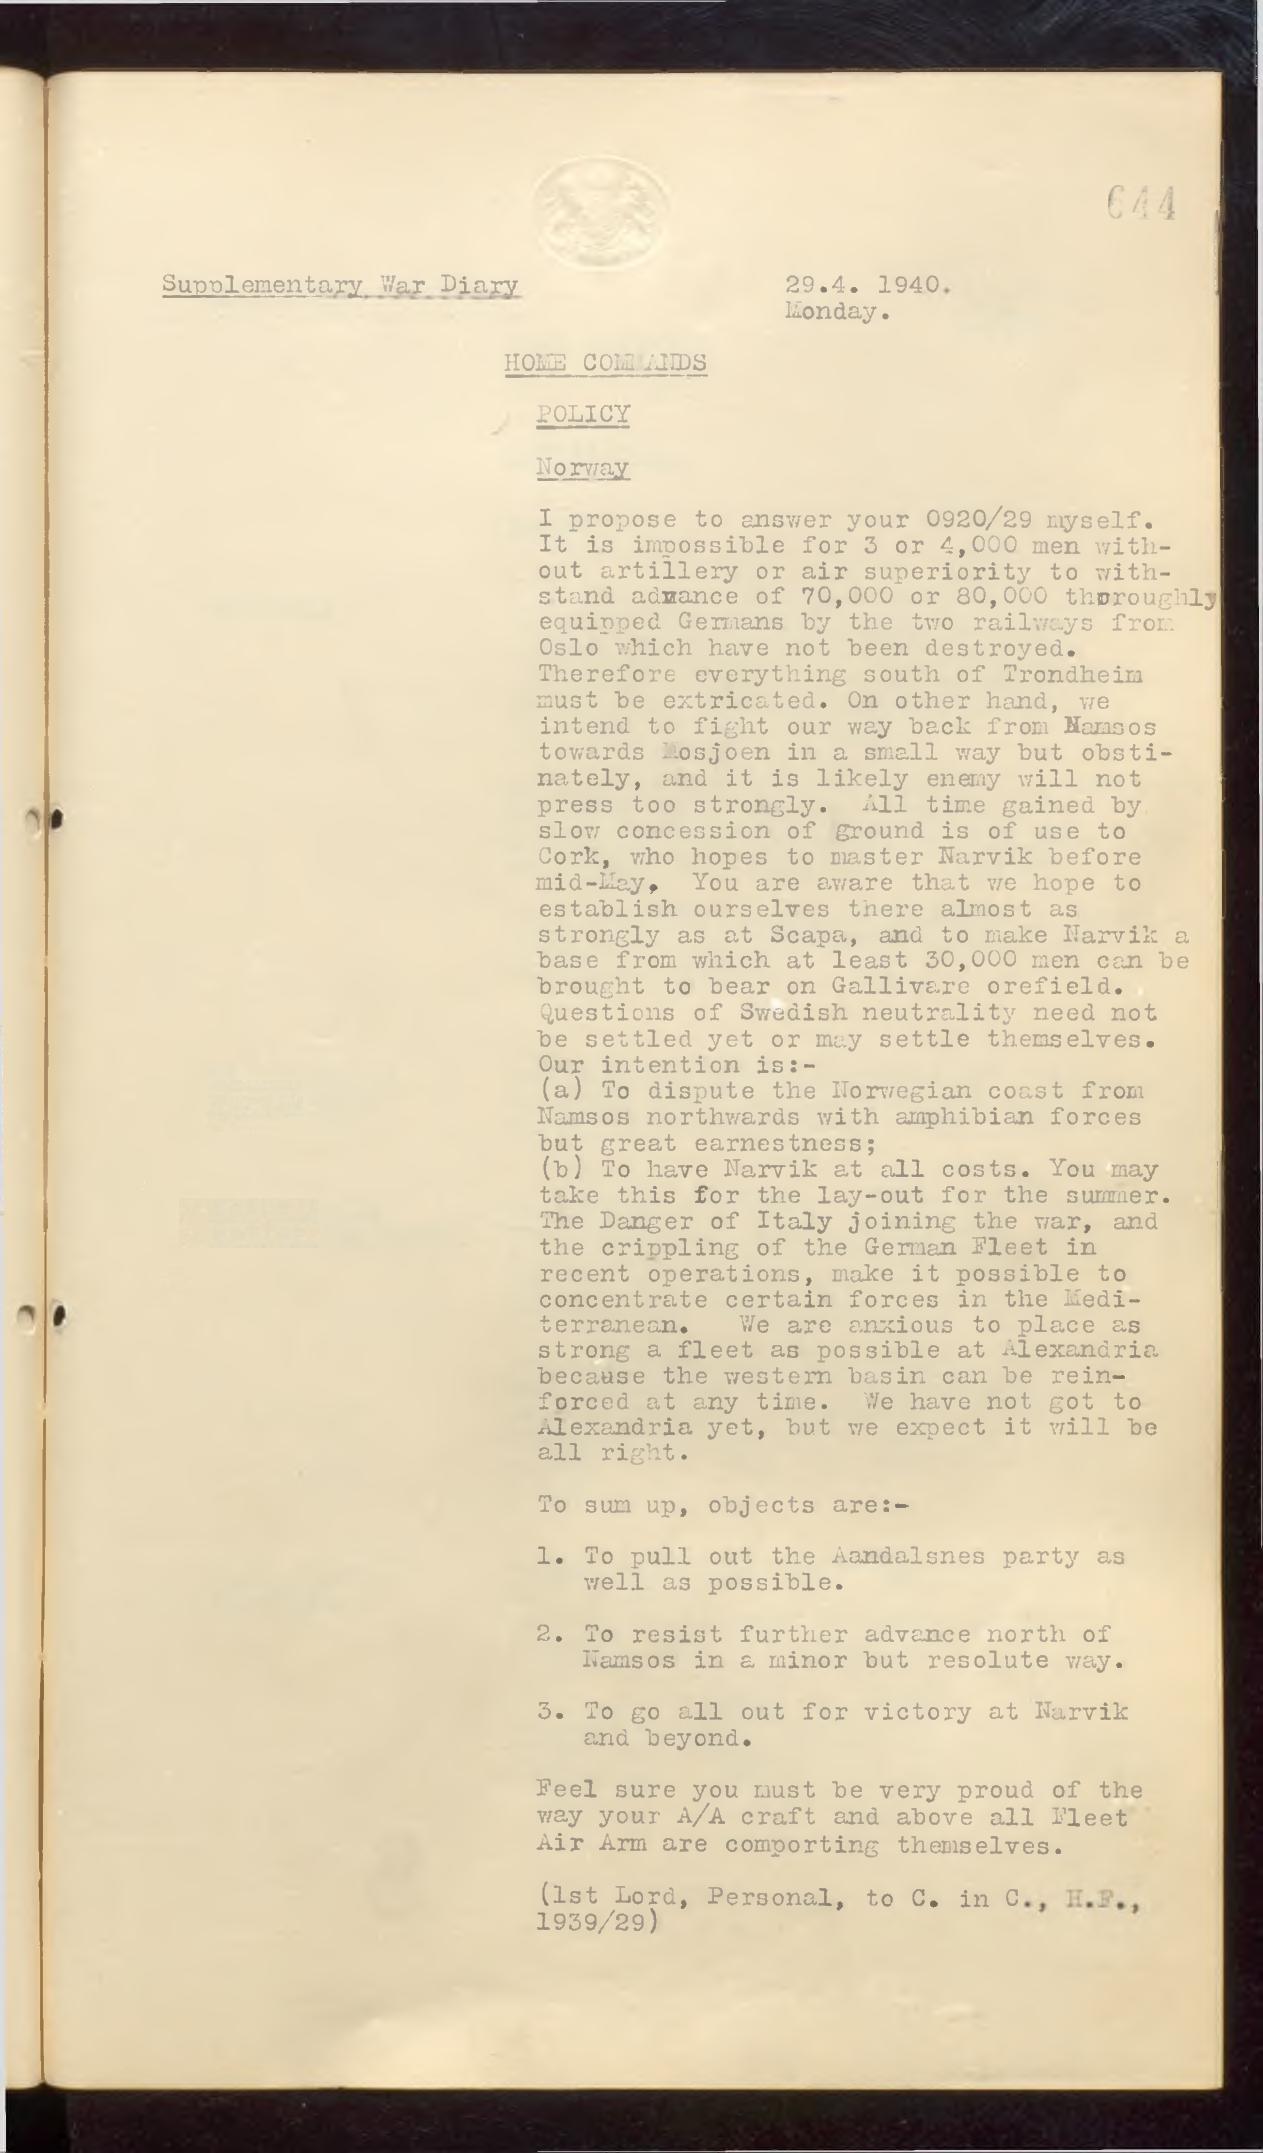 644
Supplementary War Diary
29.4. 1940.
Monday.
HOME COMMANDS
POLICY
Norway
I propose to answer your 0920/29 myself.
It is impossible for 3 or 4,000 men with-
out artillery or air superiority to with-
stand advance of 70,000 or 80,000 thoroughly
equipped Germans by the two railways from
Oslo which have not been destroyed.
Therefore everything south of Trondheim
must be extricated. On other hand, we
intend to fight our way back from Namsos
towards Mosjoen in a small way but obsti-
nately, and it is likely enemy will not
press too strongly. All time gained by
slow concession of ground is of use to
Cork, who hopes to master Narvik before
mid-May. You are aware that we hope to
establish ourselves there almost as
strongly as at Scapa, and to make Narvik a
base from which at least 30,000 men can be
brought to bear on Gallivare orefield.
Questions of Swedish neutrality need not
be settled yet or may settle themselves.
Our intention is:-
(a) To dispute the Norwegian coast from
Namsos northwards with amphibian forces
but great earnestness;
(b) To have Narvik at all costs. You may
take this for the lay-out for the summer.
The Danger of Italy joining the war, and
the crippling of the German Fleet in
recent operations, make it possible to
concentrate certain forces in the Medi-
terranean. We are anxious to place as
strong a fleet as possible at Alexandria
because the western basin can be rein-
forced at any time. We have not got to
Alexandria yet, but we expect it will be
all right.
To sum up, objects are:-
1. To pull out the Aandalsnes party as
well as possible.
2. To resist further advance north of
Namsos in a minor but resolute way.
3. To go all out for victory at Narvik
and beyond.
Feel sure you must be very proud of the
way your A/A craft and above all Fleet
Air Arm are comporting themselves.
(1st Lord, Personal, to C. in C., H.F.,
1939/29)